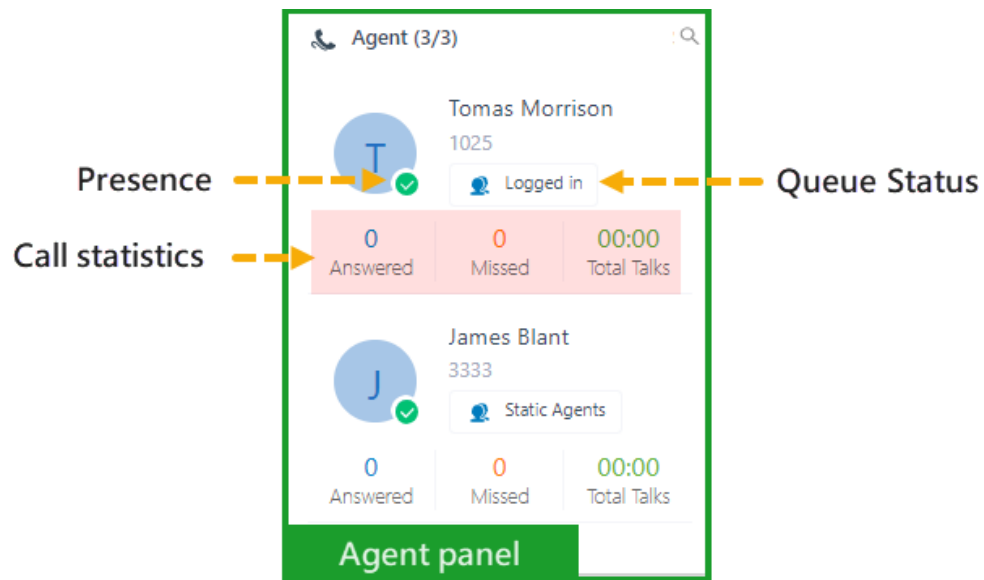 Agent (3/3)
Tomas Morrison
T
1025
Presence
Logged in
Queue Status
Call statistics
0 0 00:00
Answered Missed Total Talks
James Blant
J
3333
Static Agents
0 0 00:00
Answered Missed Total Talks
Agent panel